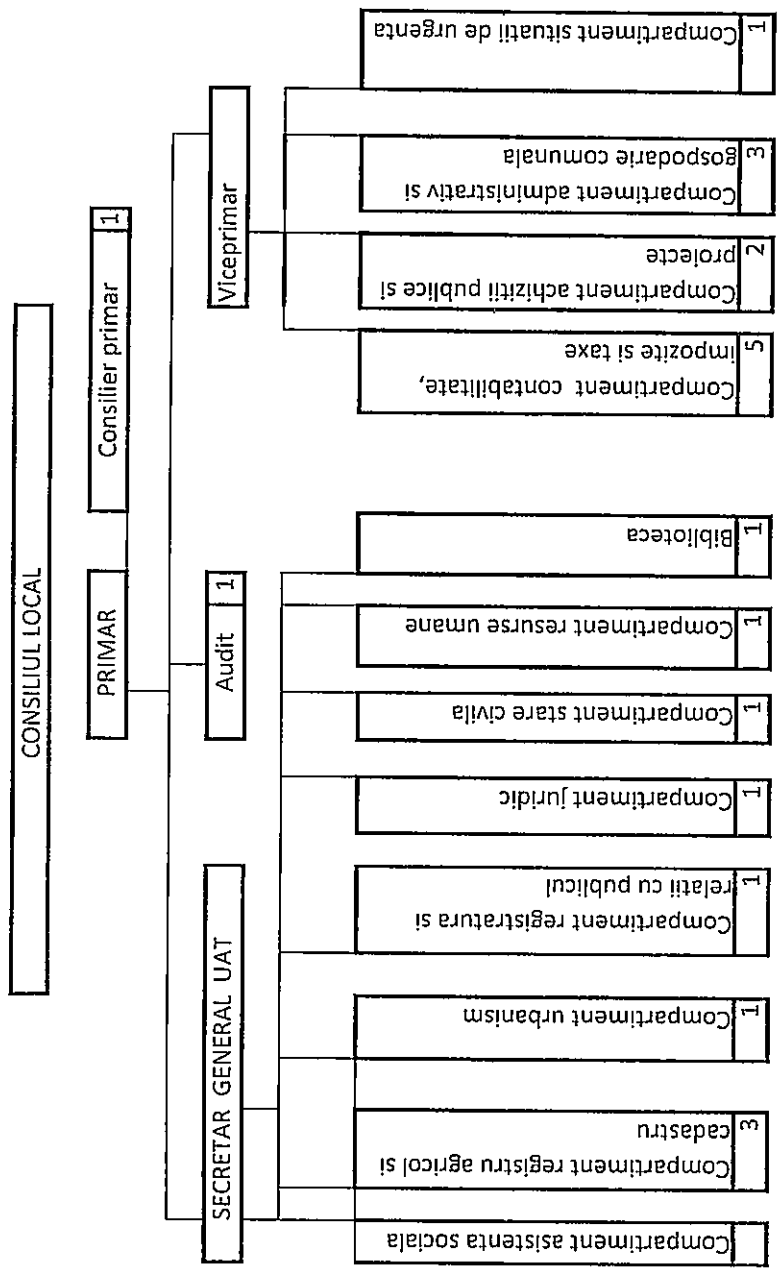 CONSILIUL LOCAL
PRIMAR
Consilier primar
1
SECRETAR GENERAL UAT
Audit
1
Viceprimar
Compartiment asistenta sociala
Compartiment registru agricol si
cadastru
3
Compartiment urbanism
1
Compartiment registratura si
relatii cu publicul
1
Compartiment juridic
1
Compartiment stare civila
1
Compartiment resurse umane
1
Biblioteca
1
Compartiment contabilitate,
impozite si taxe
5
Compartiment achizitii publice si
proiecte
2
Compartiment administrativ si
gospodarie comunala
3
Compartiment situatii de urgenta
1